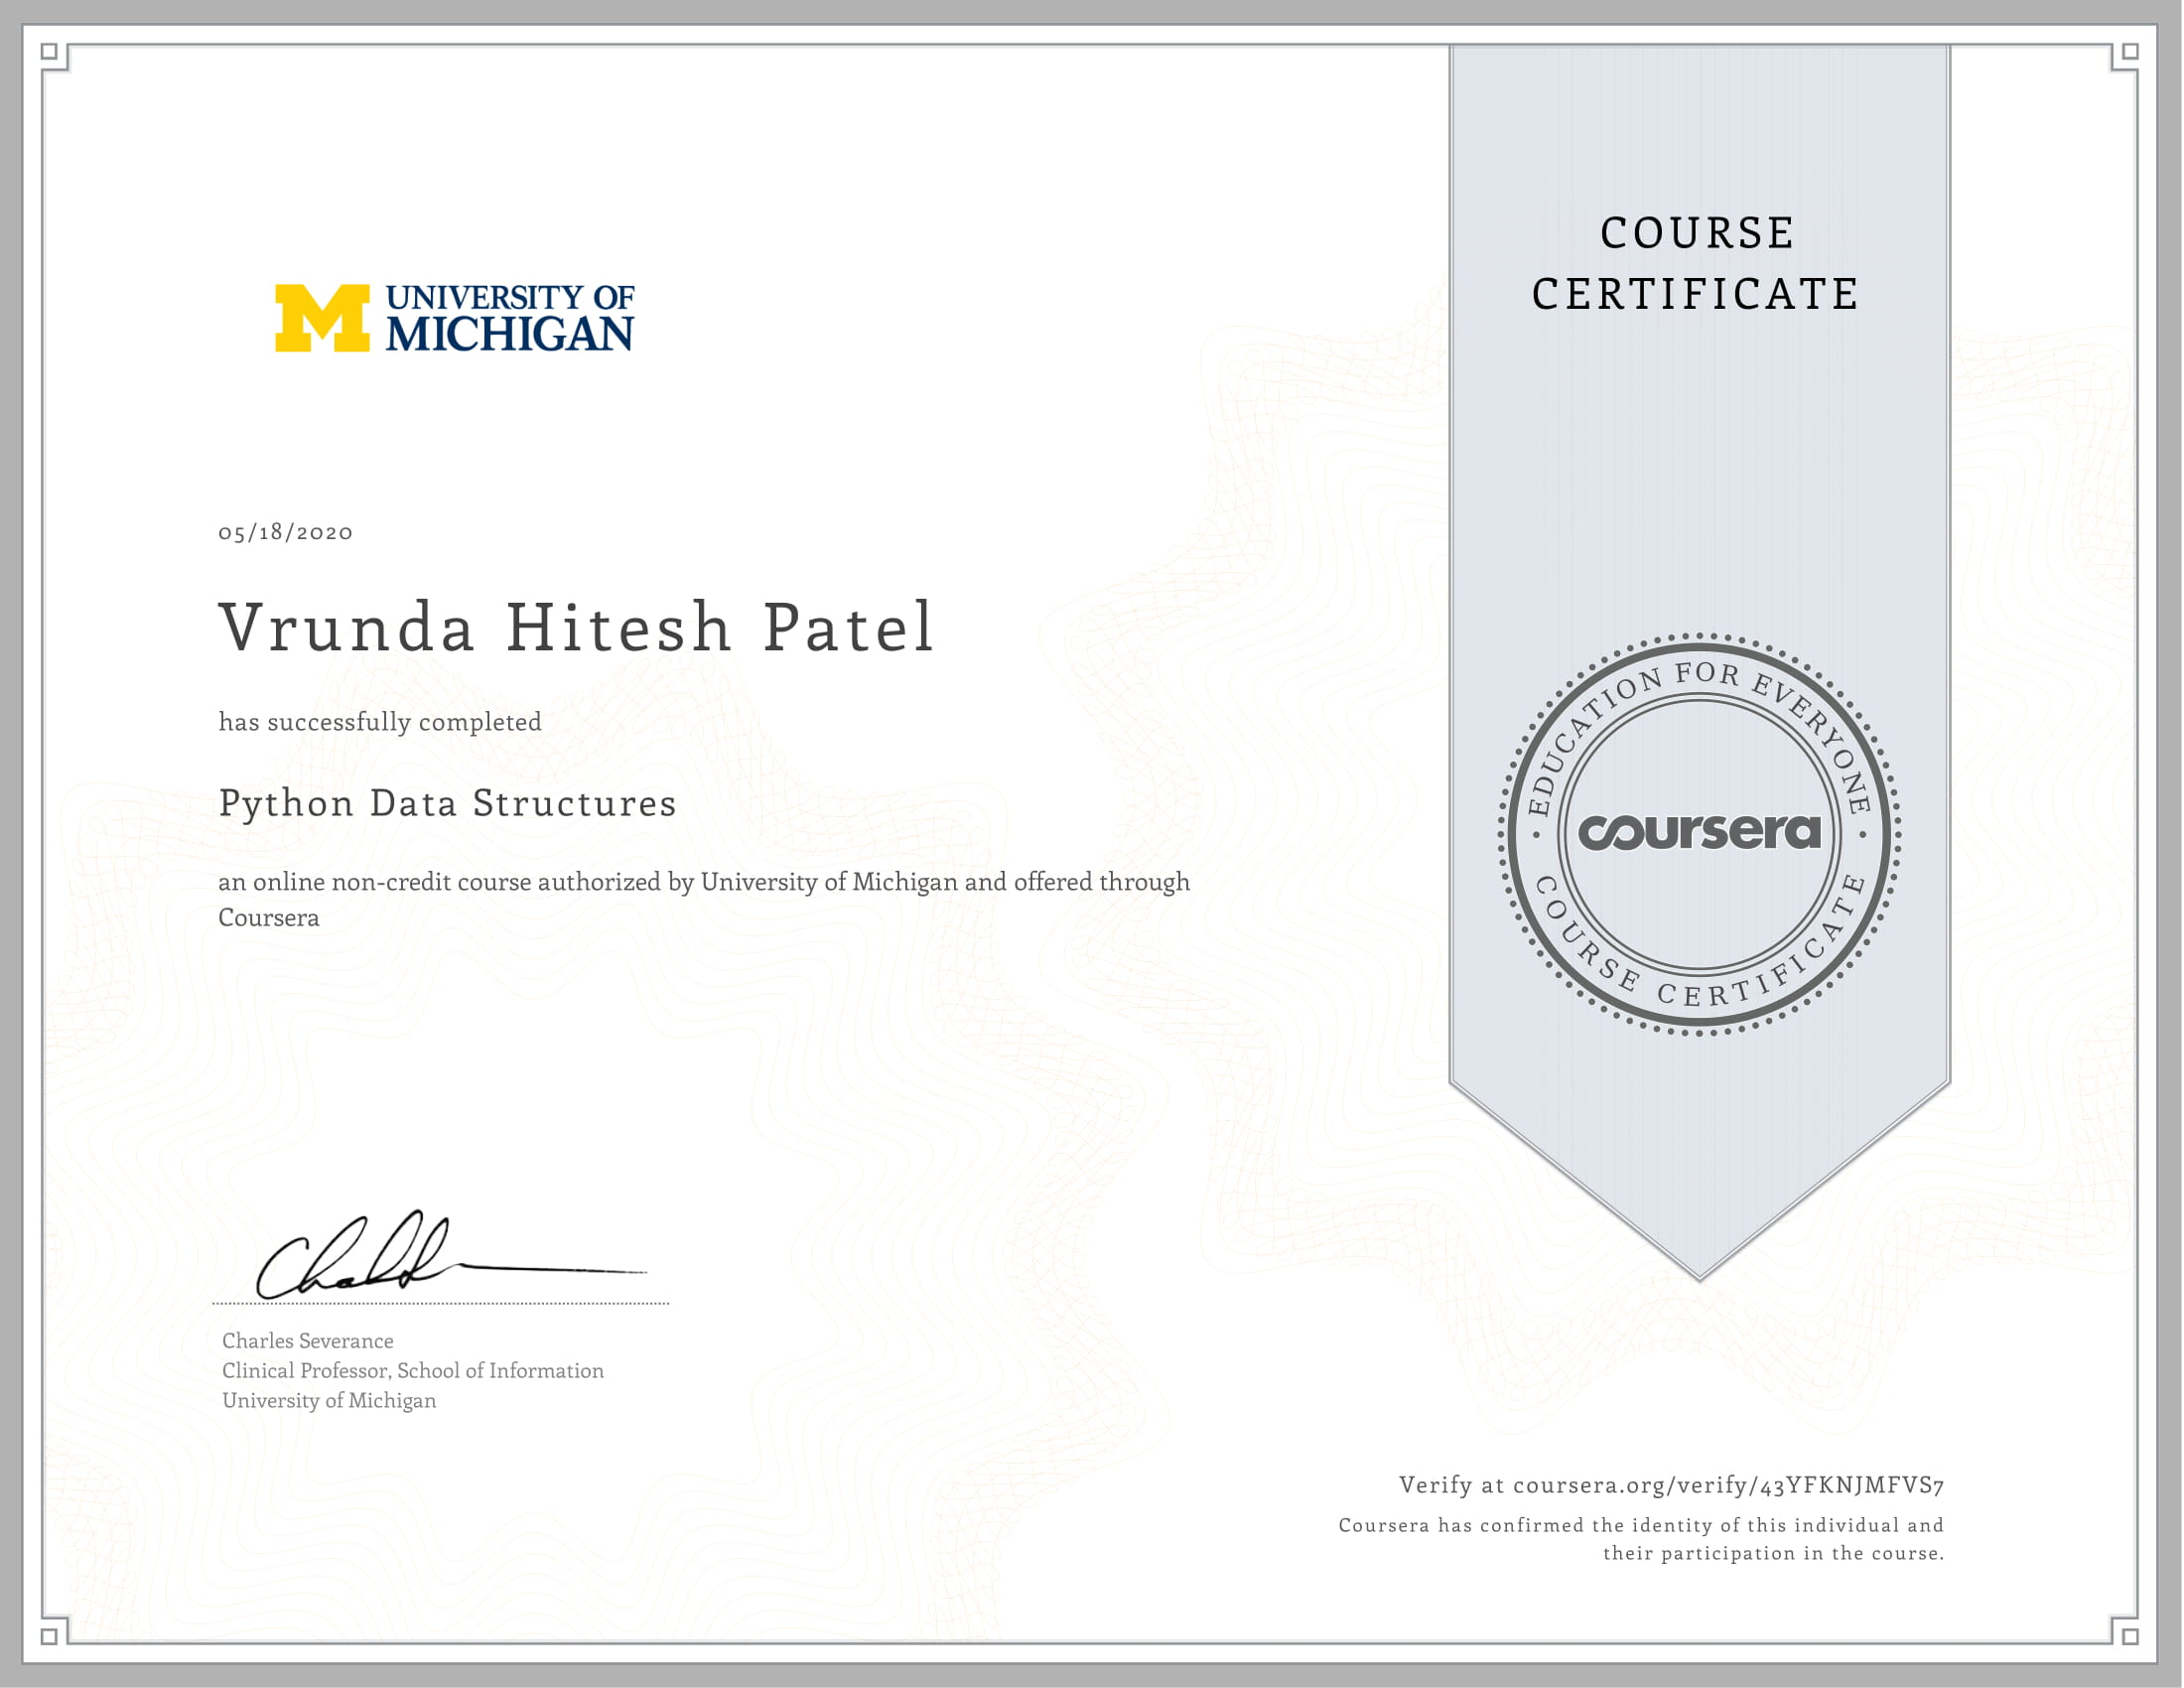 UNIVERSITY OF
MICHIGAN
05/18/2020
Vrunda Hitesh Patel
has successfully completed
Python Data Structures
an online non-credit course authorized by University of Michigan and offered through
Coursera
Charles Severance
Clinical Professor, School of Information
University of Michigan
COURSE
CERTIFICATE
EDUCATION FOR EVERYONE
coursera
COURSE CERTIFICATE
Verify at coursera.org/verify/43YFKNJMFVS7
Coursera has confirmed the identity of this individual and
their participation in the course.